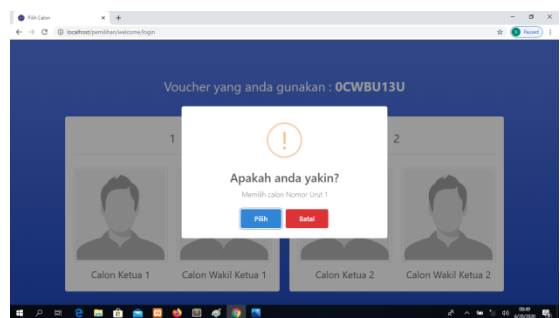 Pilih Calon
localhost/pemilihan/welcome/login
Paused
Voucher yang anda gunakan : 0CWBU13U
1
2
Apakah anda yakin?
Memilih calon Nomor Urut 1
Pilih
Batal
Calon Ketua 1
Calon Wakil Ketua 1
Calon Ketua 2
Calon Wakil Ketua 2